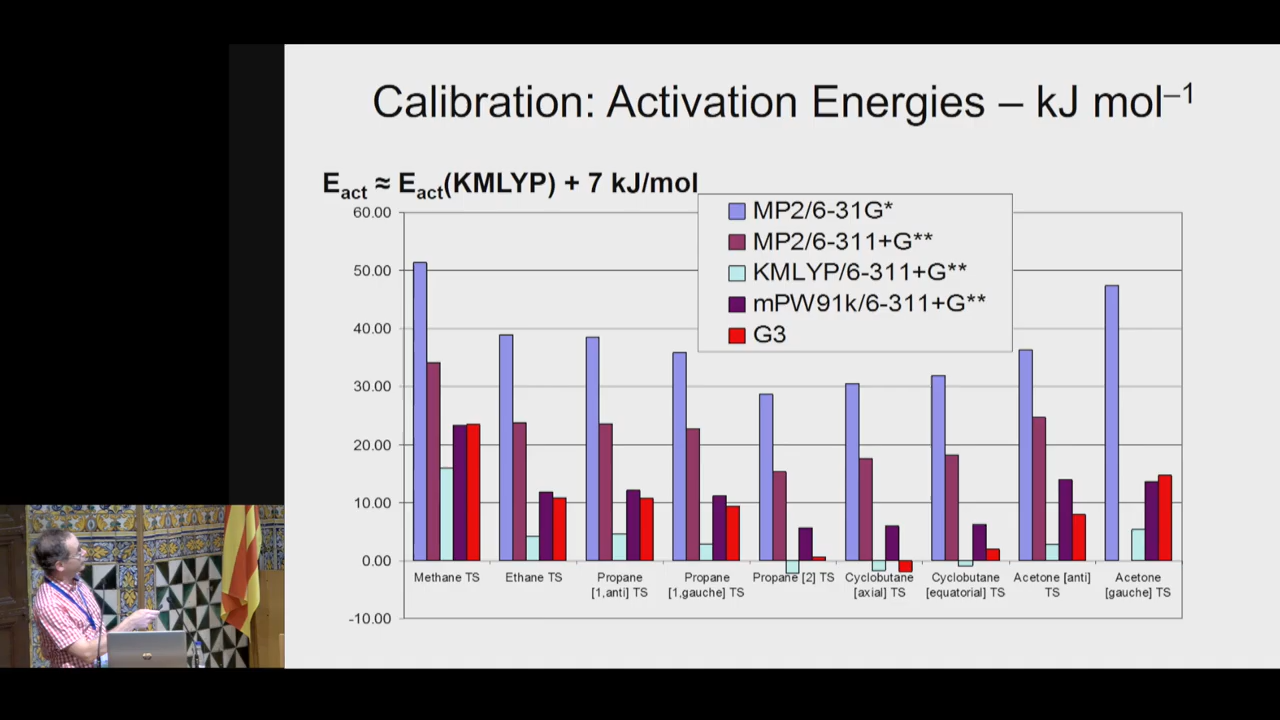 Calibration: Activation Energies – kJ mol–1
Eact ≈ Eact(KMLYP) + 7 kJ/mol
MP2/6-31G*
MP2/6-311+G**
KMLYP/6-311+G**
mPW91k/6-311+G**
G3
60.00
50.00
40.00
30.00
20.00
10.00
0.00
-10.00
Methane TS
Ethane TS
Propane
[1,anti] TS
Propane
[1,gauche] TS
Propane [2] TS
Cyclobutane
[axial] TS
Cyclobutane
[equatorial] TS
Acetone [anti]
TS
Acetone
[gauche] TS